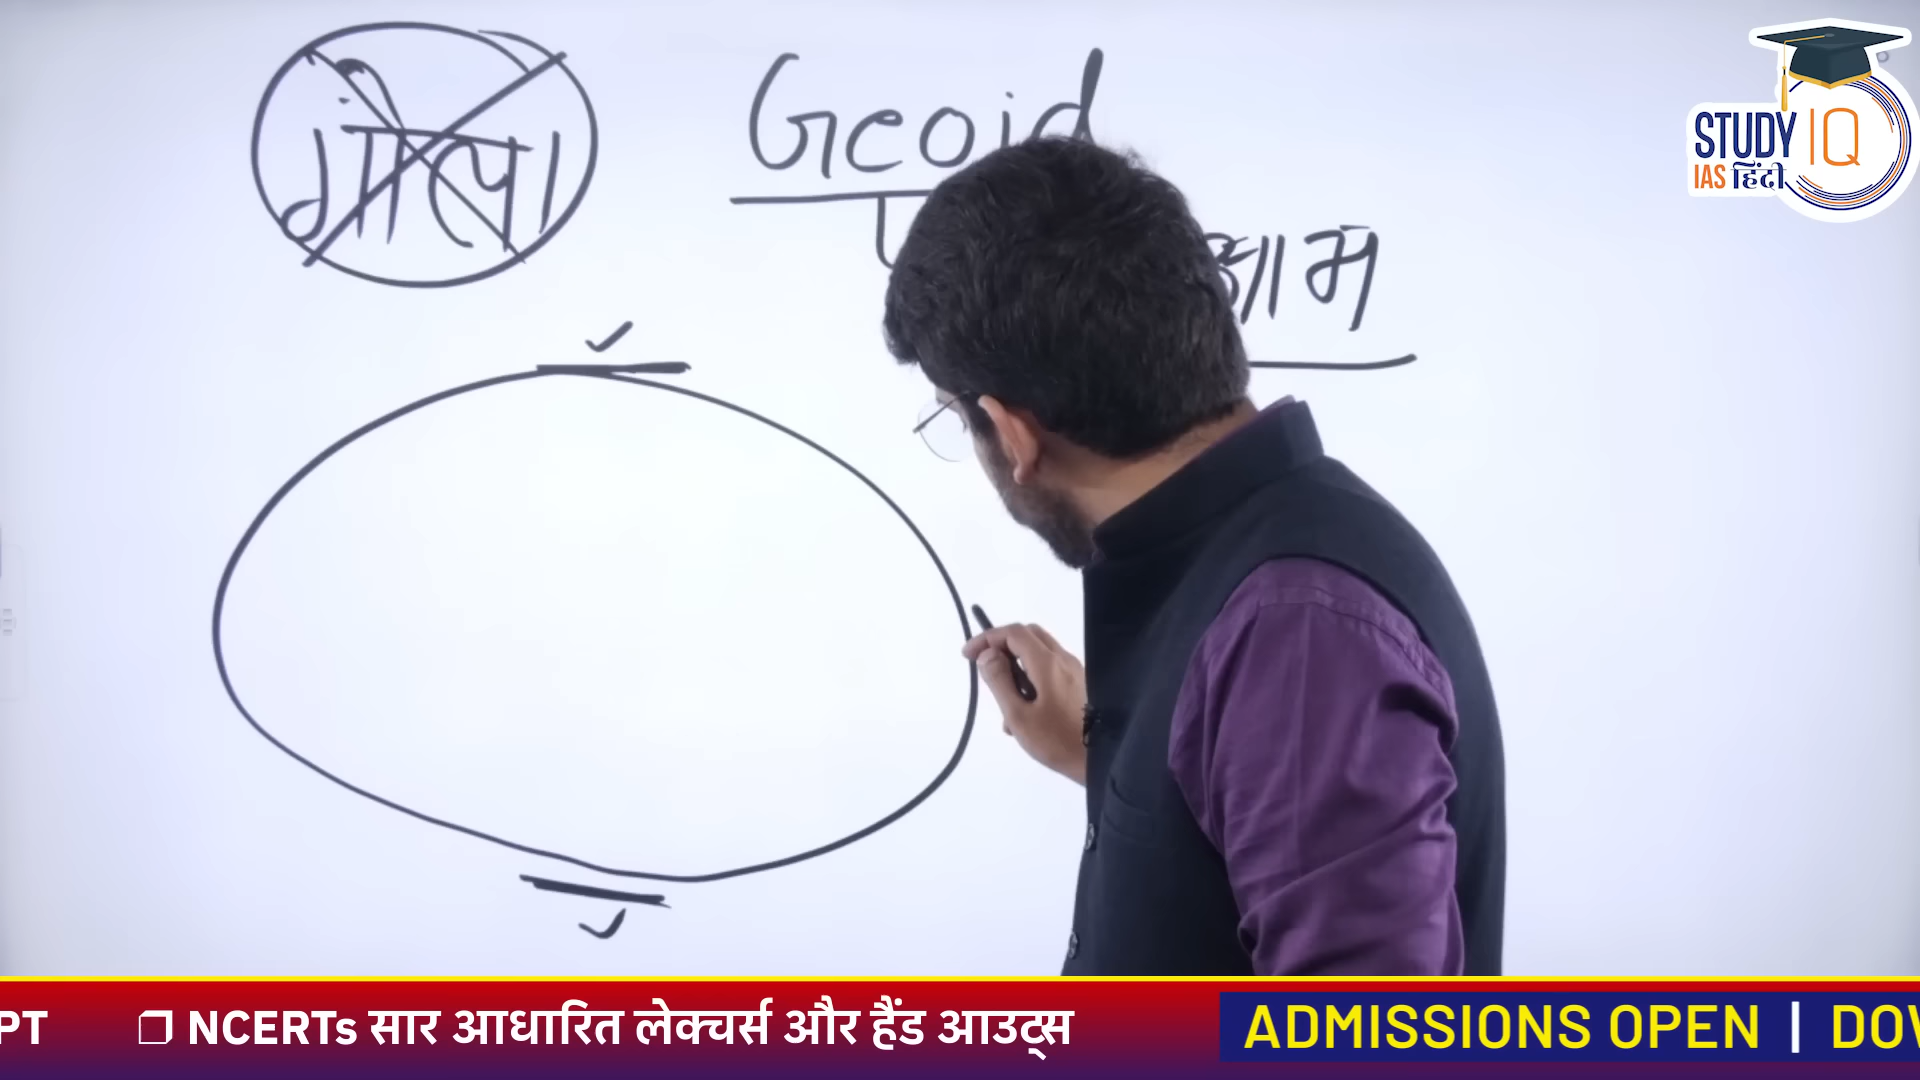 गोला
Geoid
STUDY IQ
IAS हिंदी
PT
❐ NCERTs सार आधारित लेक्चर्स और हैंड आउट्स
ADMISSIONS OPEN |